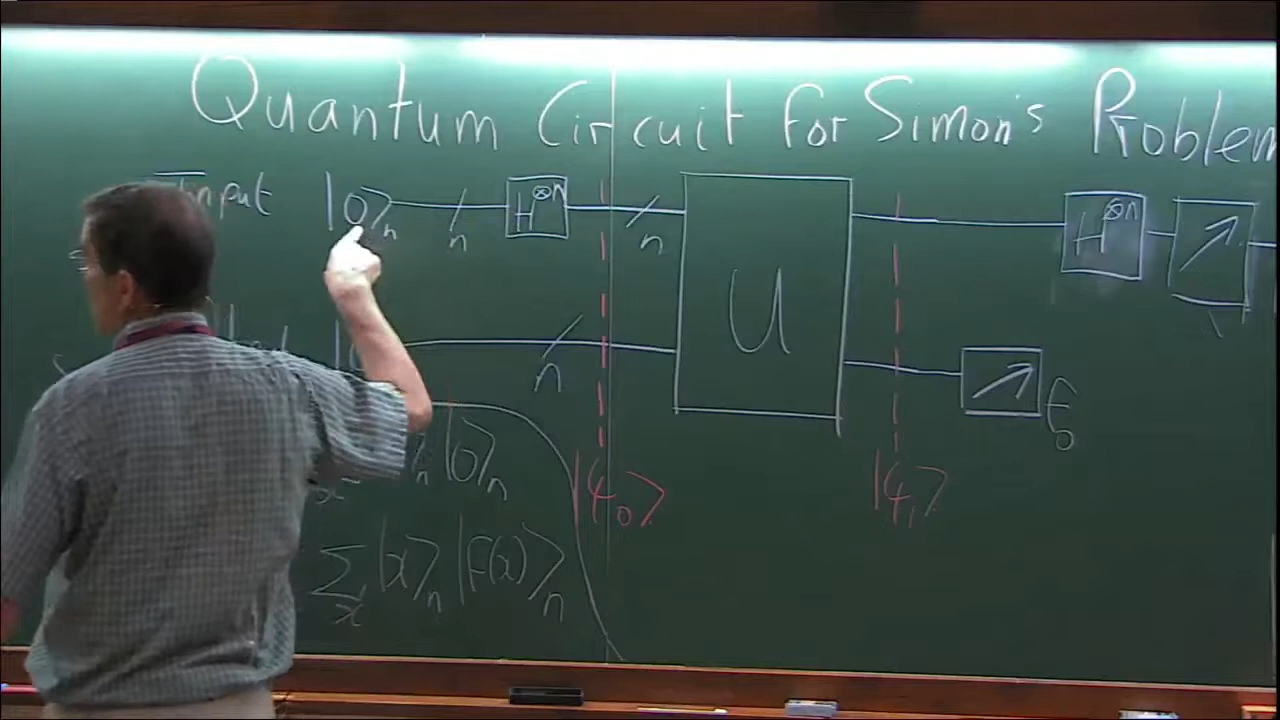 Quantum Circuit for Simon's Problem
Input |0⟩ₙ n H⊗n n H⊗n
n
U
ₙ|0⟩ₙ
|ψ₀⟩ |ψ₁⟩
∑ₓ |x⟩ₙ |f(x)⟩ₙ